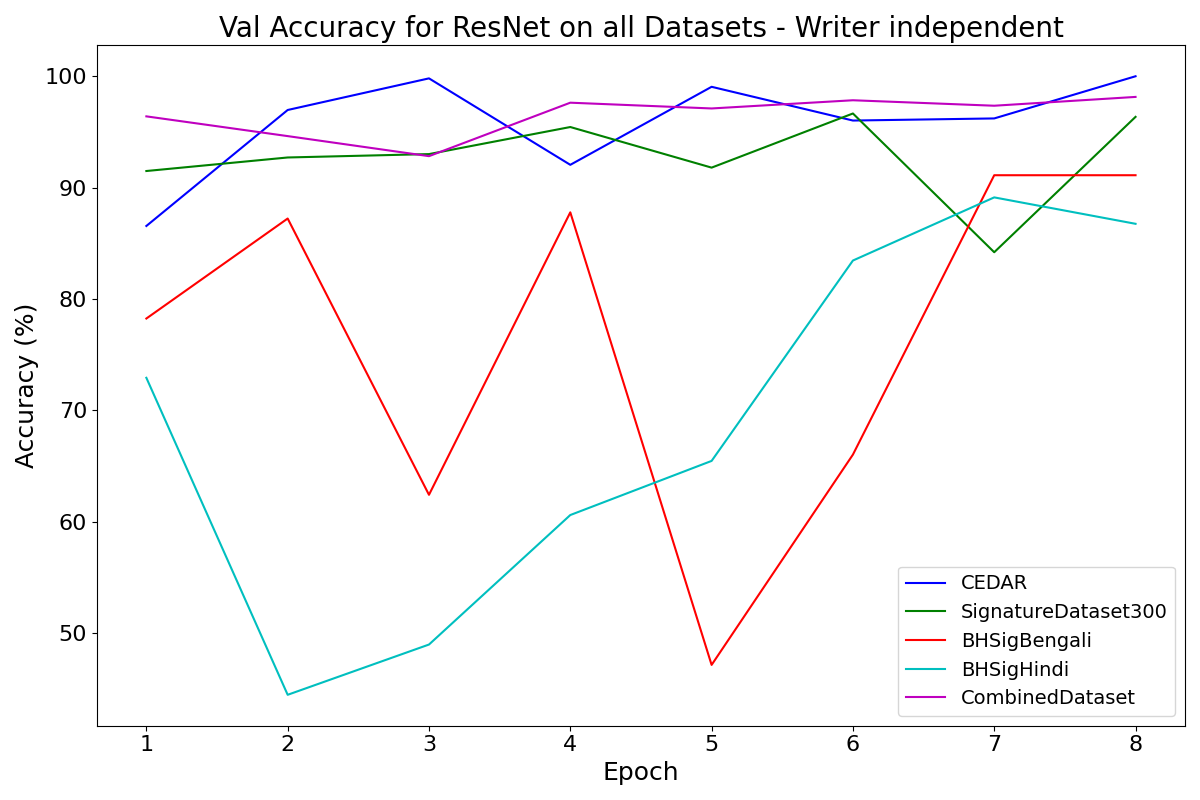 Val Accuracy for ResNet on all Datasets - Writer independent
100
90
80
70
60
50
Accuracy (%)
1 2 3 4 5 6 7 8
Epoch
CEDAR
SignatureDataset300
BHSigBengali
BHSigHindi
CombinedDataset